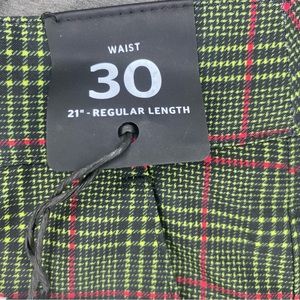 WAIST
30
21" - REGULAR LENGTH